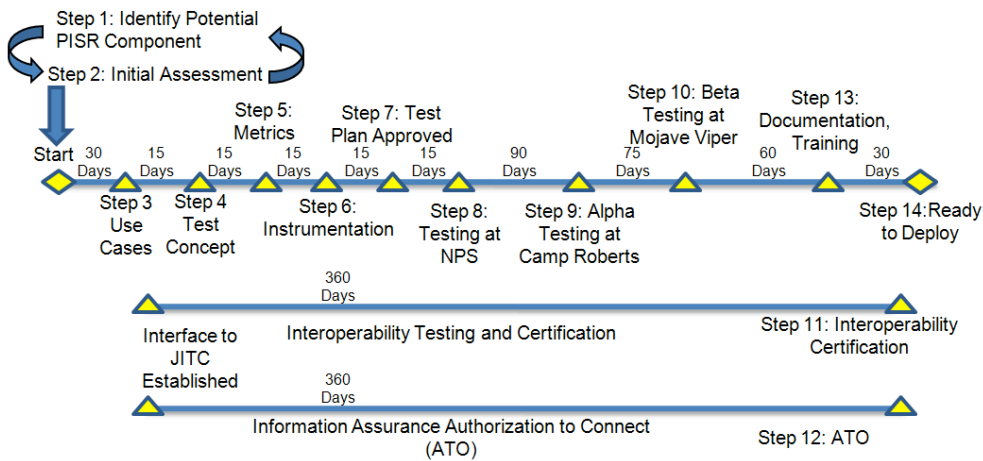 Step 1: Identify Potential
PISR Component
Step 2: Initial Assessment
Step 5:
Metrics
Step 7: Test
Plan Approved
Step 10: Beta
Testing at
Mojave Viper
Step 13:
Documentation,
Training
Start
30
Days
15
Days
15
Days
15
Days
15
Days
15
Days
90
Days
75
Days
60
Days
30
Days
Step 3
Use
Cases
Step 4
Test
Concept
Step 6:
Instrumentation
Step 8:
Testing at
NPS
Step 9: Alpha
Testing at
Camp Roberts
Step 14:Ready
to Deploy
360
Days
Interface to
JITC
Established
Interoperability Testing and Certification
Step 11: Interoperability
Certification
360
Days
Information Assurance Authorization to Connect
(ATO)
Step 12: ATO